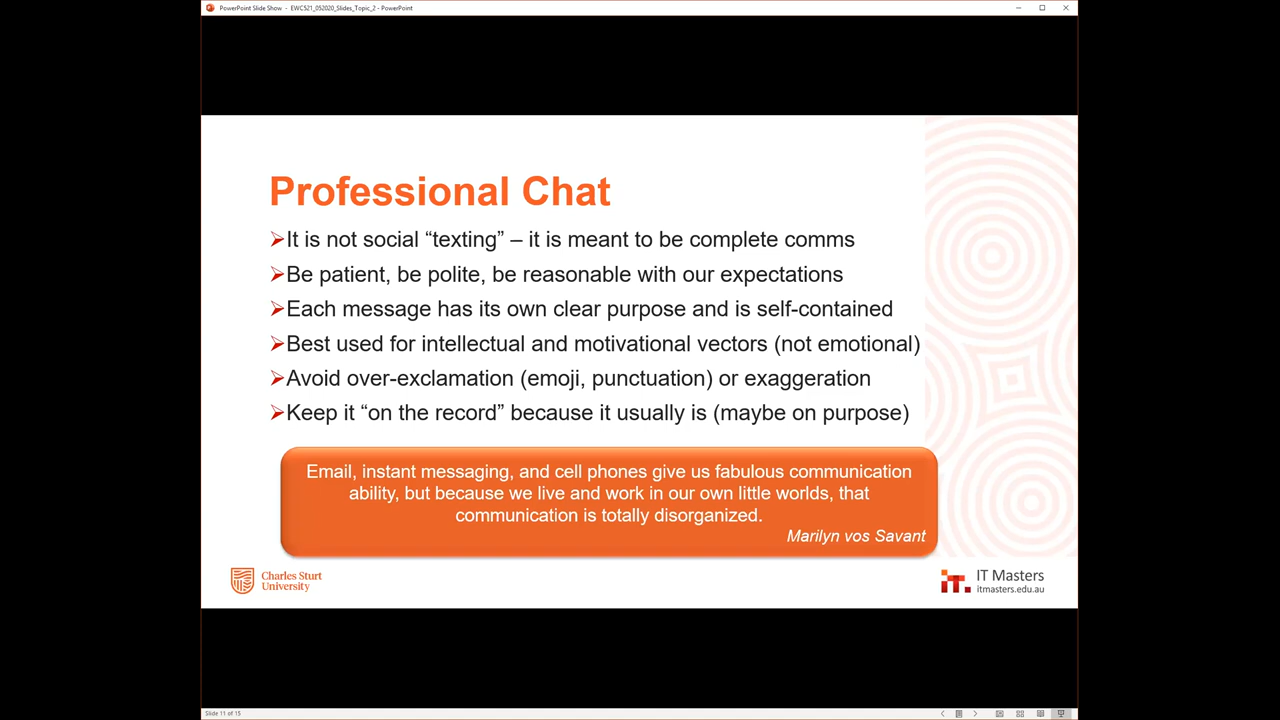 PowerPoint Slide Show - EWC521_052020_Slides_Topic_2 - PowerPoint
Professional Chat
➢It is not social “texting” – it is meant to be complete comms
➢Be patient, be polite, be reasonable with our expectations
➢Each message has its own clear purpose and is self-contained
➢Best used for intellectual and motivational vectors (not emotional)
➢Avoid over-exclamation (emoji, punctuation) or exaggeration
➢Keep it “on the record” because it usually is (maybe on purpose)
Email, instant messaging, and cell phones give us fabulous communication
ability, but because we live and work in our own little worlds, that
communication is totally disorganized.
Marilyn vos Savant
Charles Sturt
University
IT Masters
itmasters.edu.au
Slide 11 of 15